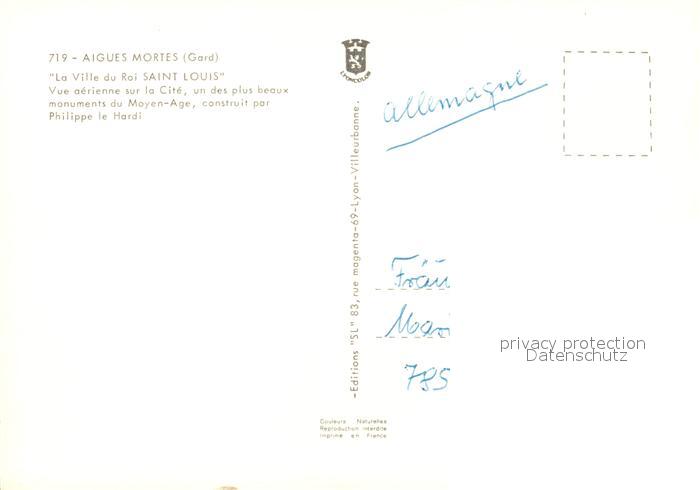 719 - AIGUES MORTES (Gard)
"La Ville du Roi SAINT LOUIS"
Vue aérienne sur la Cité, un des plus beaux
monuments du Moyen-Age, construit par
Philippe le Hardi
LYONCOLOR
-Editions "SL" 83, rue magenta-69-Lyon-Villeurbanne.
Couleurs Naturelles
Reproduction interdite
Imprimé en France
Allemagne
785
privacy protection
Datenschutz